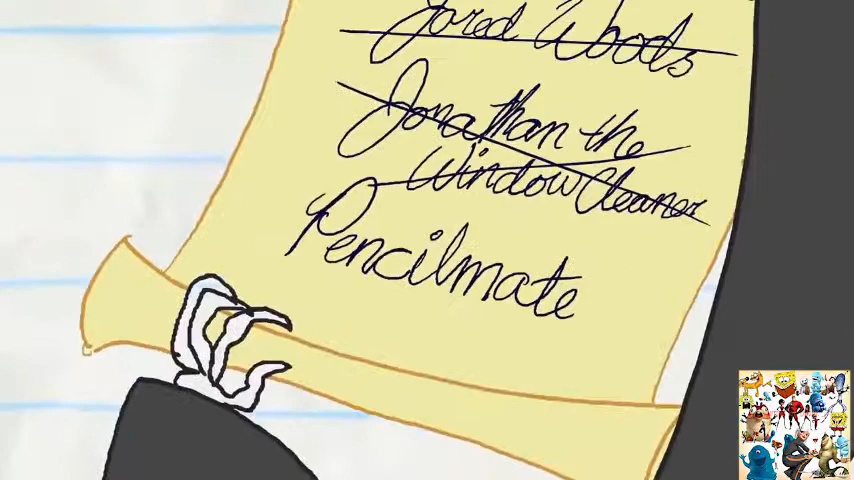 Jared Woods
Jonathan the
Window Cleaner
Pencilmate